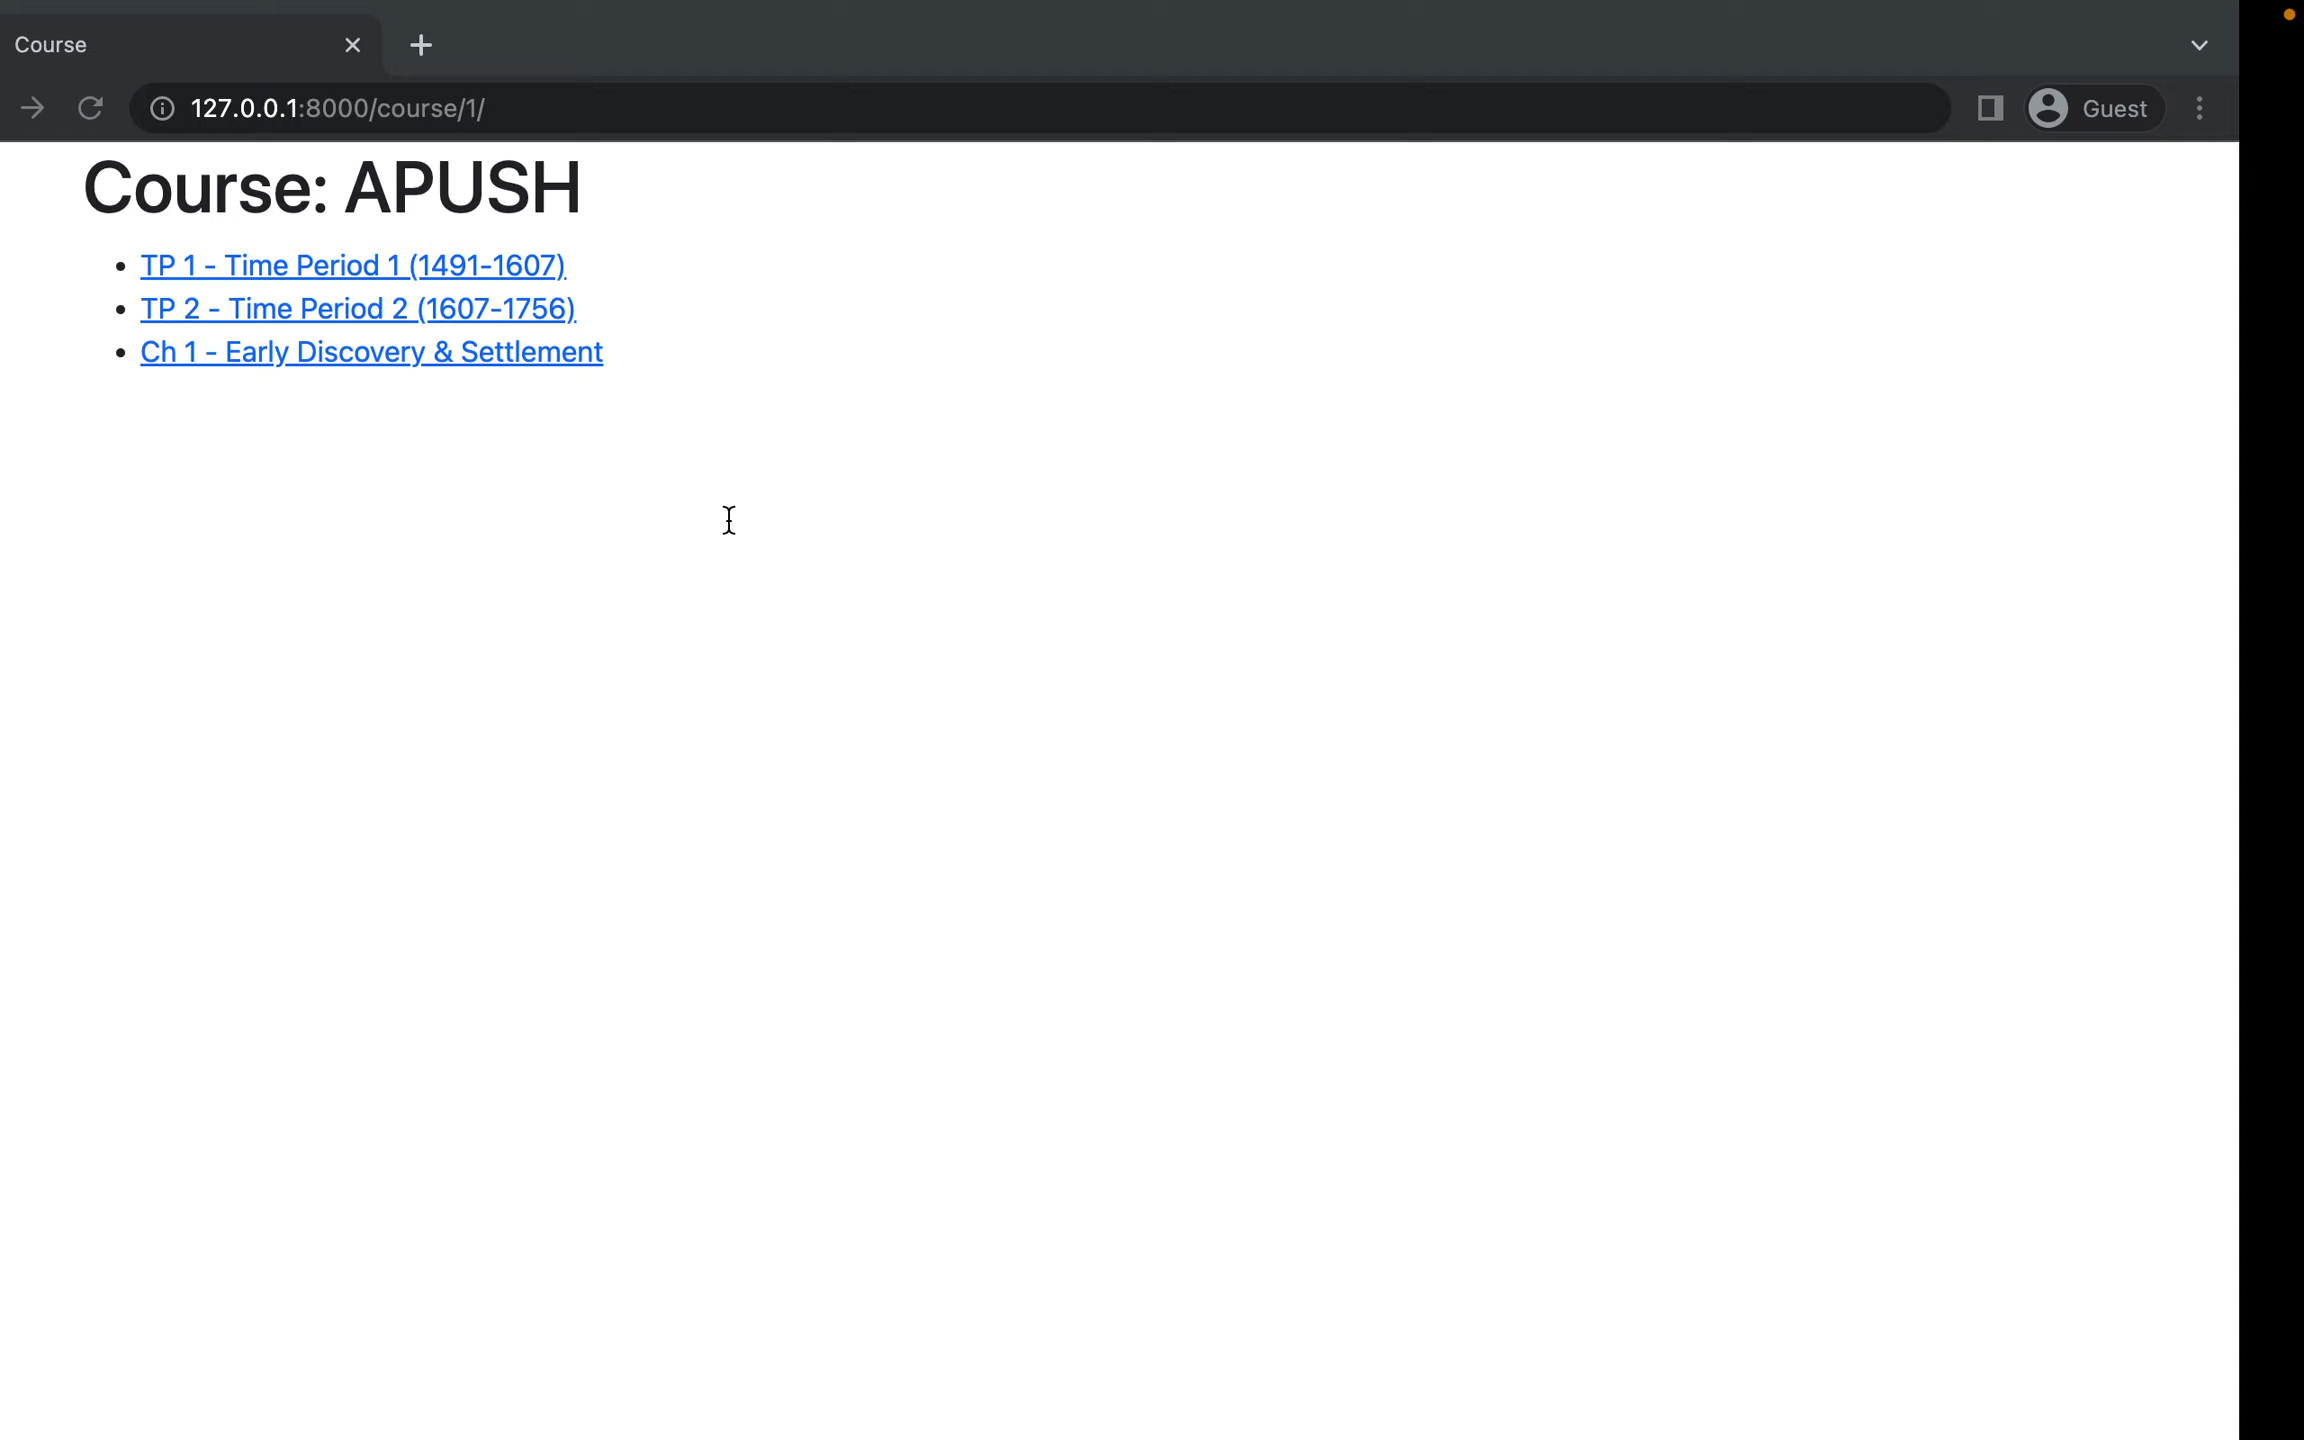 Course
127.0.0.1:8000/course/1/
Guest
Course: APUSH
TP 1 - Time Period 1 (1491-1607)
TP 2 - Time Period 2 (1607-1756)
Ch 1 - Early Discovery & Settlement